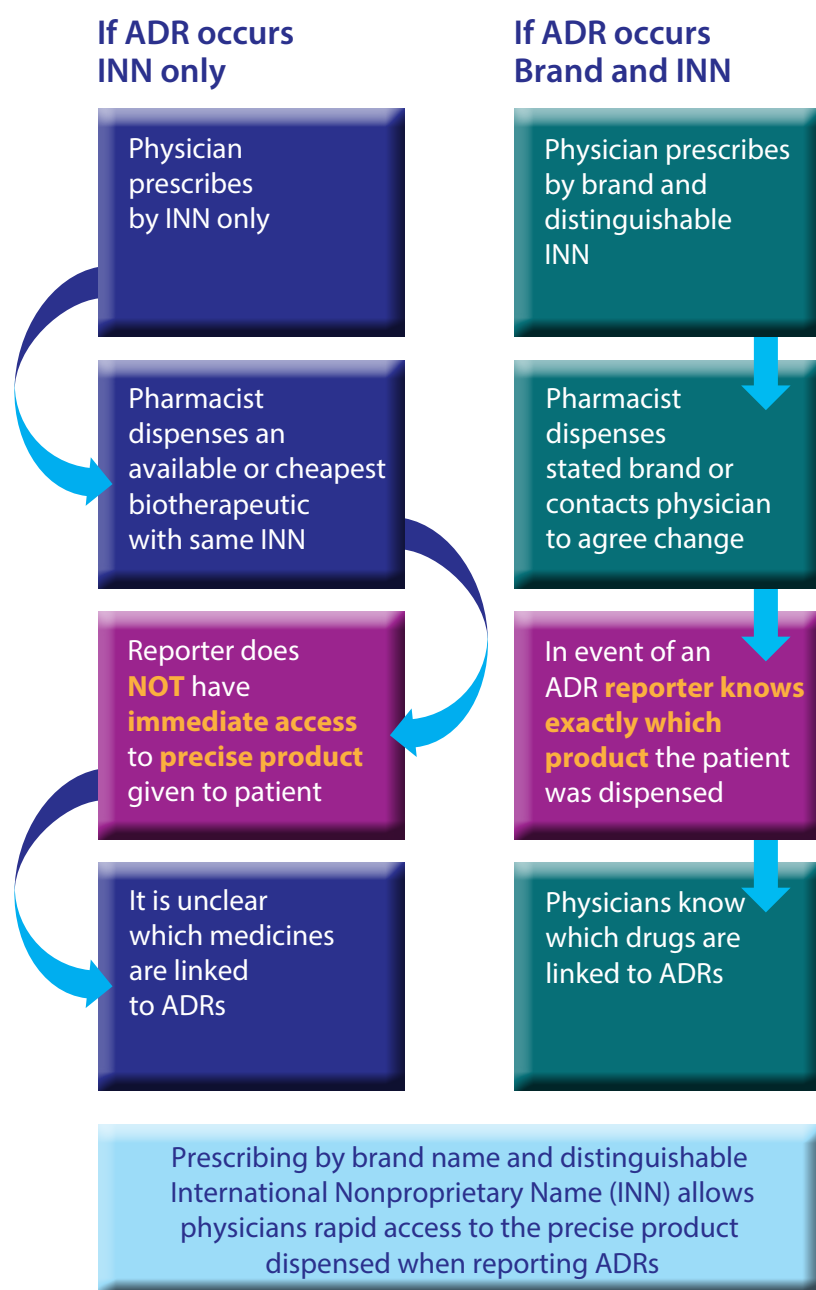 If ADR occurs
INN only
Physician
prescribes
by INN only
Pharmacist
dispenses an
available or cheapest
biotherapeutic
with same INN
Reporter does
NOT have
immediate access
to precise product
given to patient
It is unclear
which medicines
are linked
to ADRs
If ADR occurs
Brand and INN
Physician prescribes
by brand and
distinguishable
INN
Pharmacist
dispenses
stated brand or
contacts physician
to agree change
In event of an
ADR reporter knows
exactly which
product the patient
was dispensed
Physicians know
which drugs are
linked to ADRs
Prescribing by brand name and distinguishable
International Nonproprietary Name (INN) allows
physicians rapid access to the precise product
dispensed when reporting ADRs